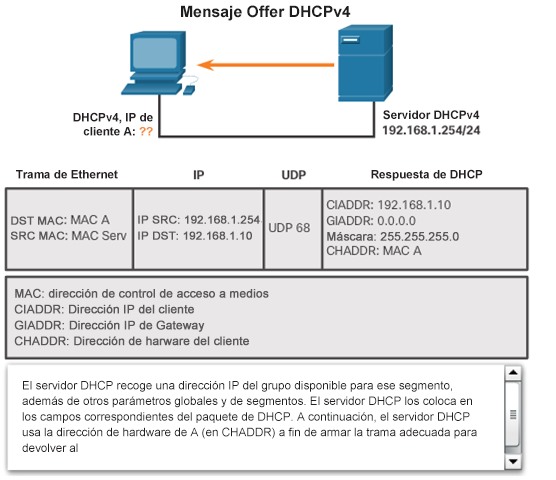 Mensaje Offer DHCPv4
DHCPv4, IP de
cliente A: ??
Servidor DHCPv4
192.168.1.254/24
Trama de Ethernet
IP
UDP
Respuesta de DHCP
DST MAC: MAC A
SRC MAC: MAC Serv
IP SRC: 192.168.1.254
IP DST: 192.168.1.10
UDP 68
CIADDR: 192.168.1.10
GIADDR: 0.0.0.0
Máscara: 255.255.255.0
CHADDR: MAC A
MAC: dirección de control de acceso a medios
CIADDR: Dirección IP del cliente
GIADDR: Dirección IP de Gateway
CHADDR: Dirección de harware del cliente
El servidor DHCP recoge una dirección IP del grupo disponible para ese segmento,
además de otros parámetros globales y de segmentos. El servidor DHCP los coloca en
los campos correspondientes del paquete de DHCP. A continuación, el servidor DHCP
usa la dirección de hardware de A (en CHADDR) a fin de armar la trama adecuada para
devolver al